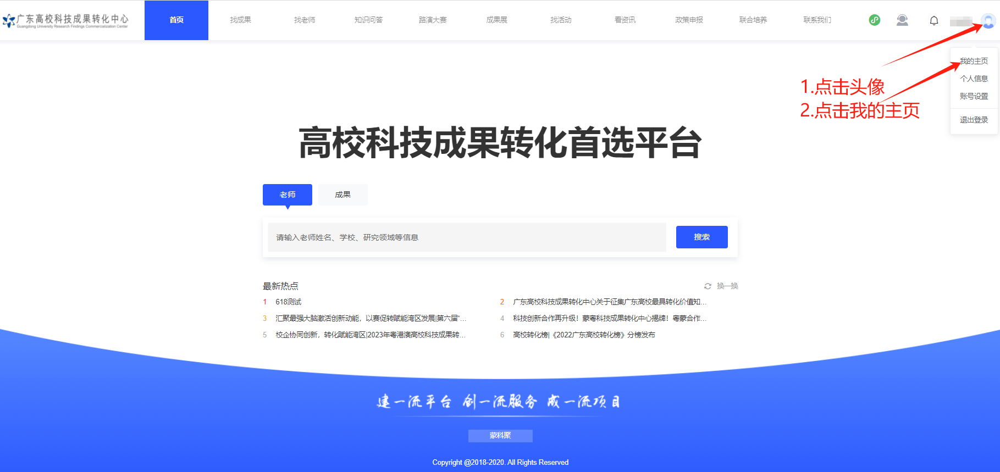 广东高校科技成果转化中心
Guangdong University Research Findings Commercialization Center
首页
找成果
找老师
知识问答
路演大赛
成果展
找活动
看资讯
政策申报
联合培养
联系我们
我的主页
个人信息
账号设置
退出登录
1.点击头像
2.点击我的主页
高校科技成果转化首选平台
老师
成果
请输入老师姓名、学校、研究领域等信息
搜索
最新热点
换一换
1 618测试
2 广东高校科技成果转化中心关于征集广东高校最具转化价值知...
3 汇聚最强大脑激活创新动能，以赛促转赋能湾区发展|第六届“...
4 科技创新合作再升级！蒙粤科技成果转化中心揭牌！粤蒙合作...
5 校企协同创新，转化赋能湾区|2023年粤港澳高校科技成果转...
6 高校转化榜|《2022广东高校转化榜》分榜发布
建一流平台 创一流服务 成一流项目
蒙科聚
Copyright @2018-2020. All Rights Reserved